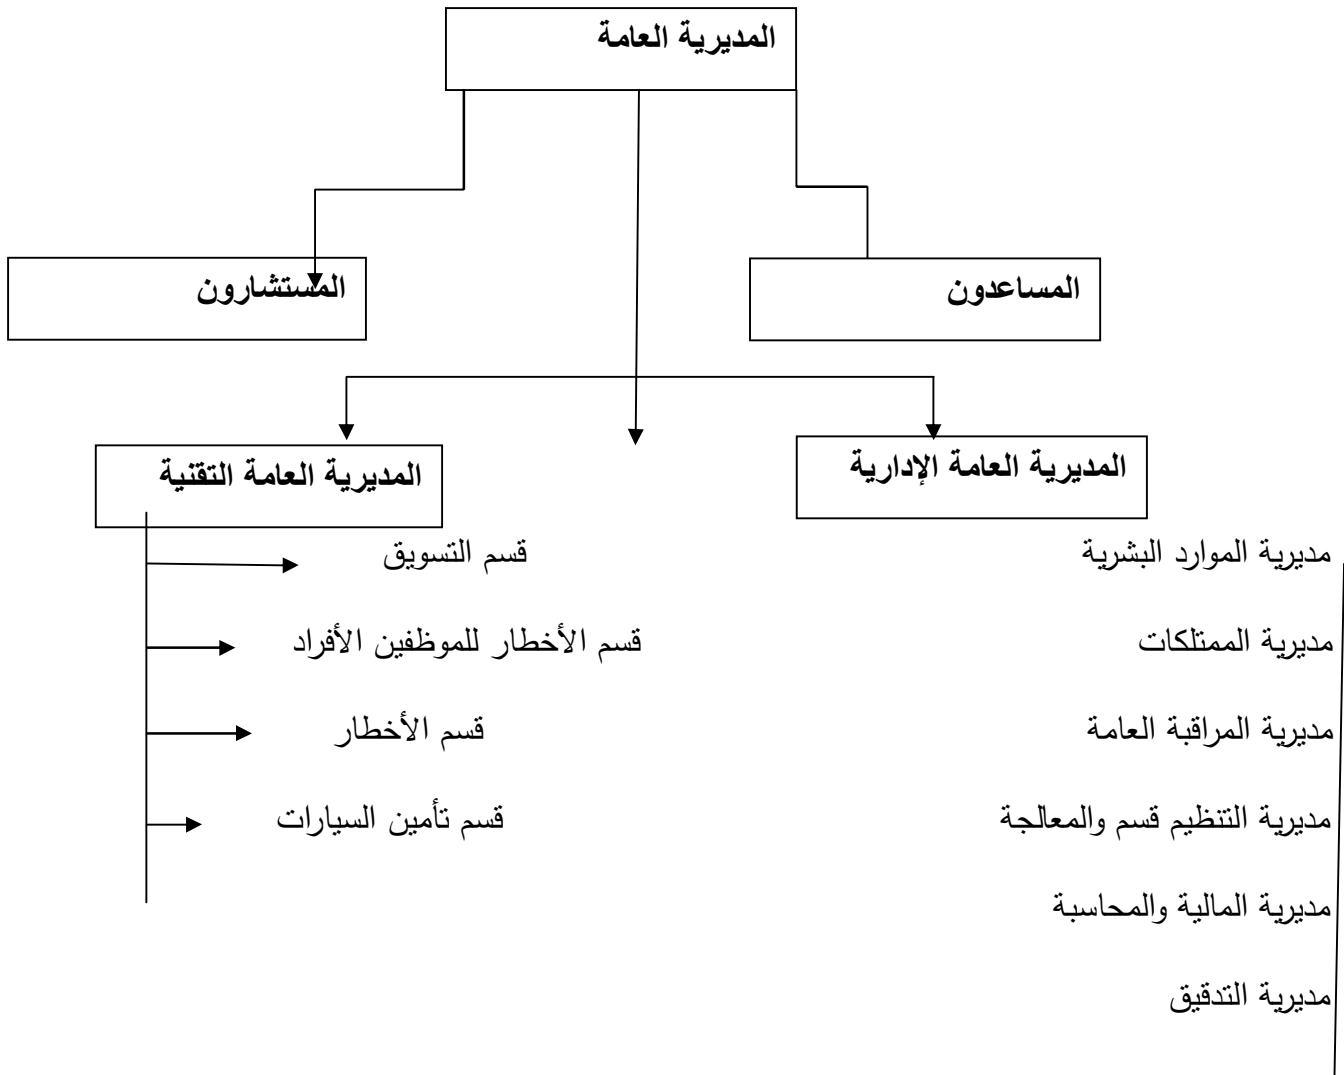 المديرية العامة
المساعدون
المستشارون
المديرية العامة الإدارية
المديرية العامة التقنية
مديرية الموارد البشرية
قسم التسويق
مديرية الممتلكات
قسم الأخطار للموظفين الأفراد
مديرية المراقبة العامة
قسم الأخطار
مديرية التنظيم قسم والمعالجة
قسم تأمين السيارات
مديرية المالية والمحاسبة
مديرية التدقيق